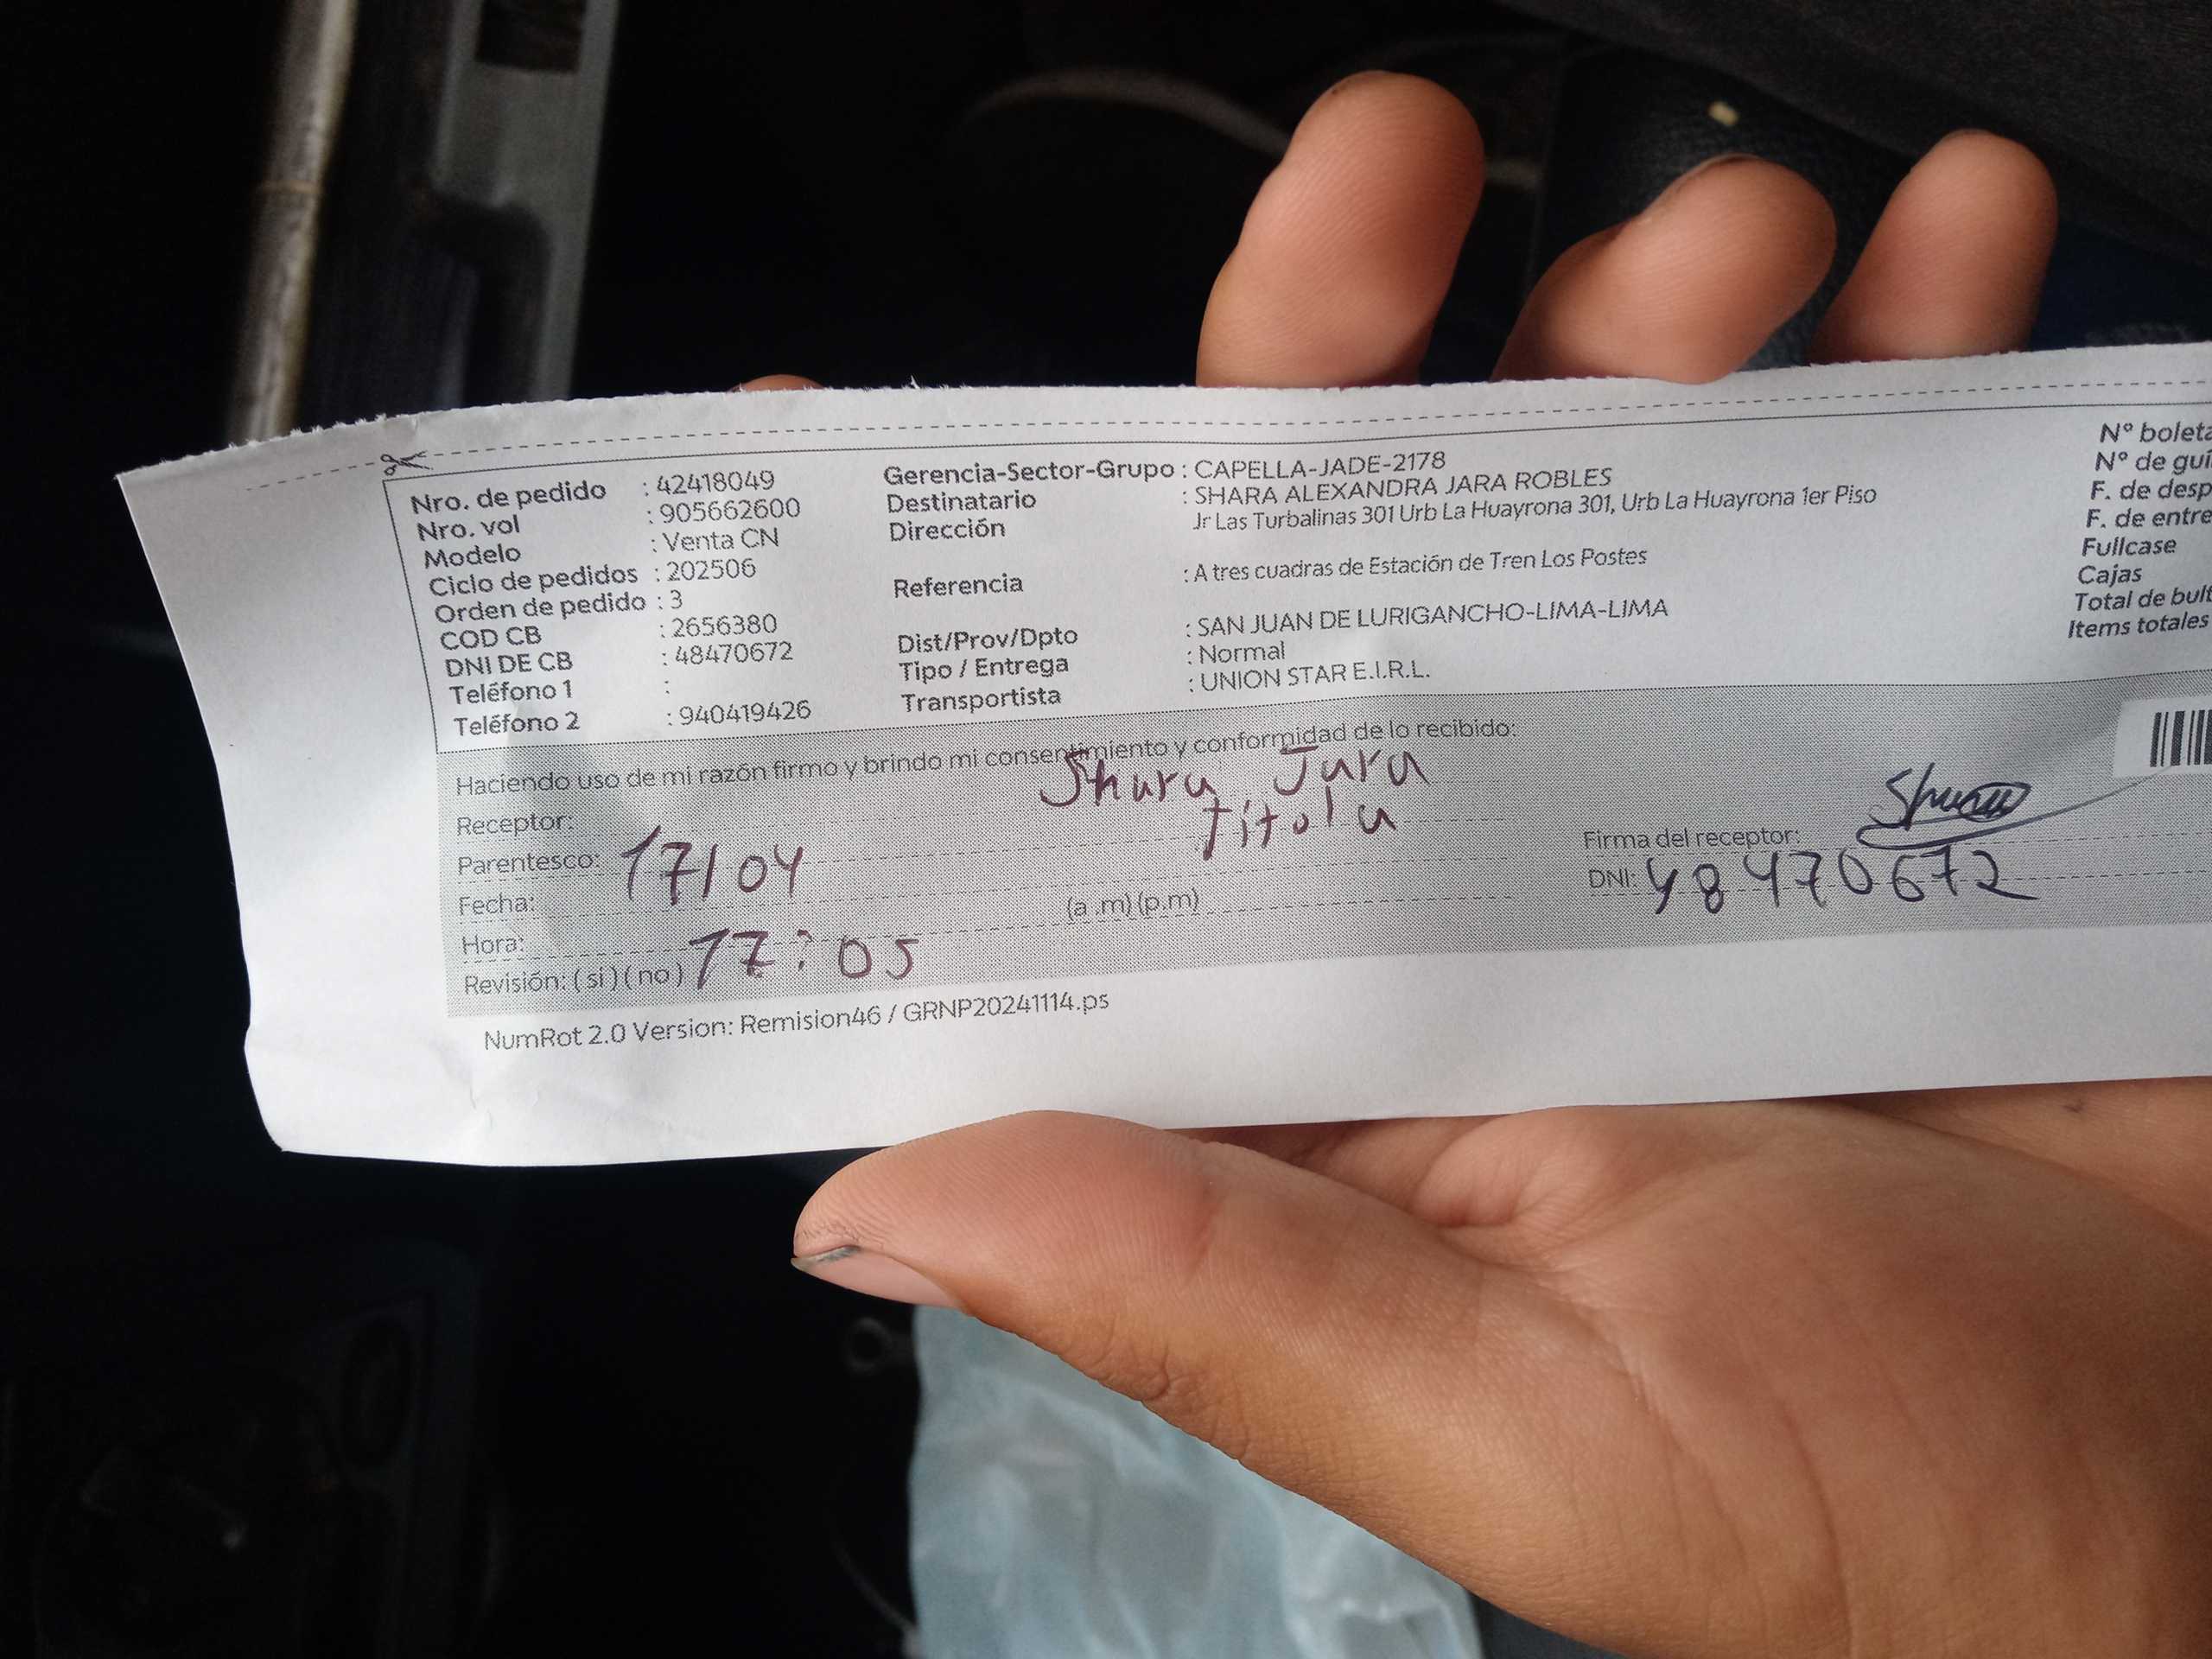 Nro. de pedido : 42418049
Nro. vol : 905662600
Modelo : Venta CN
Ciclo de pedidos : 202506
Orden de pedido : 3
COD CB : 2656380
DNI DE CB : 48470672
Teléfono 1 :
Teléfono 2 : 940419426
Gerencia-Sector-Grupo : CAPELLA-JADE-2178
Destinatario : SHARA ALEXANDRA JARA ROBLES
Dirección Jr Las Turbalinas 301 Urb La Huayrona 301, Urb La Huayrona 1er Piso
Referencia : A tres cuadras de Estación de Tren Los Postes
Dist/Prov/Dpto : SAN JUAN DE LURIGANCHO-LIMA-LIMA
Tipo / Entrega : Normal
Transportista : UNION STAR E.I.R.L.
N° boleta
N° de guí
F. de desp
F. de entre
Fullcase
Cajas
Total de bult
Items totales
Haciendo uso de mi razón firmo y brindo mi consentimiento y conformidad de lo recibido:
Receptor: Shara Jara
Parentesco: titola
Fecha: 17/04
Hora: 17:05 (a .m) (p.m)
Revisión: ( si ) ( no )
Firma del receptor: Shara
DNI: 48470672
NumRot 2.0 Version: Remision46 / GRNP20241114.ps